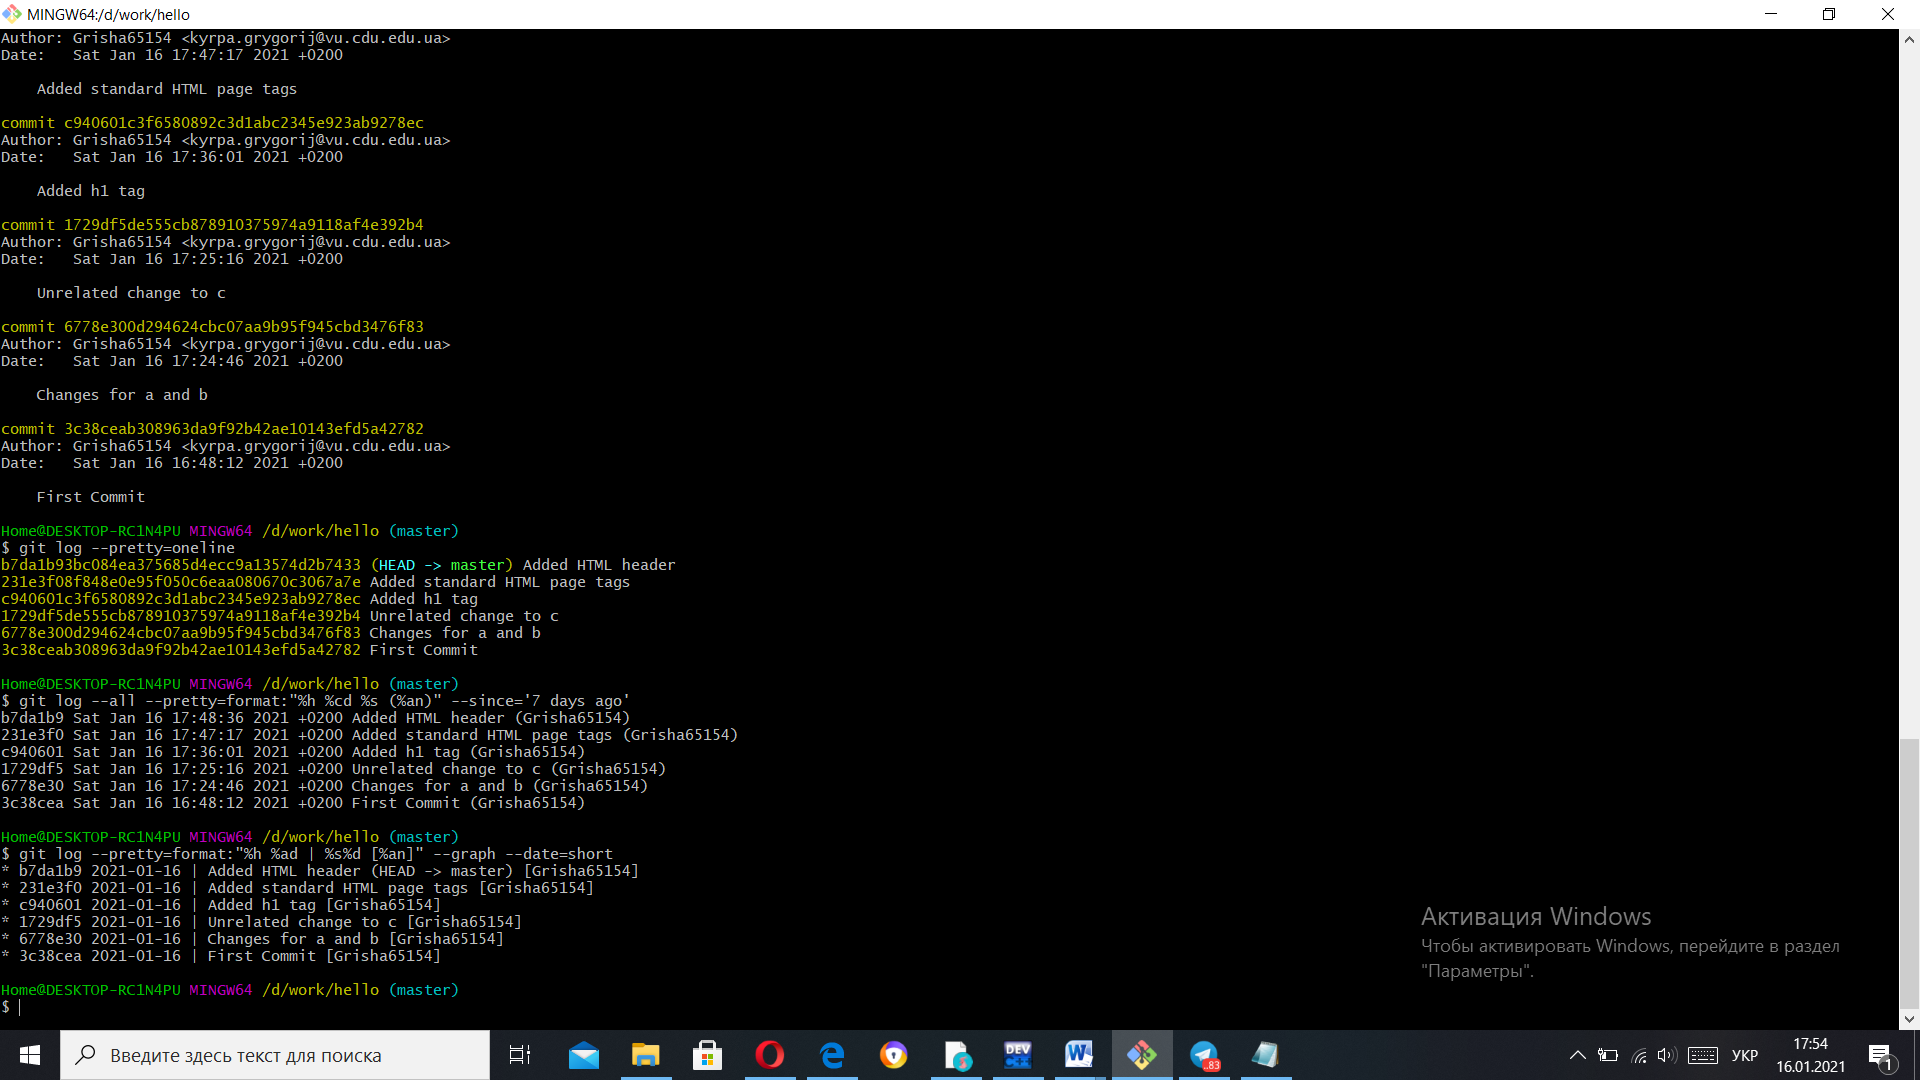 MINGW64:/d/work/hello
Author: Grisha65154 <kyrpa.grygorij@vu.cdu.edu.ua>
Date:   Sat Jan 16 17:47:17 2021 +0200
    Added standard HTML page tags
commit c940601c3f6580892c3d1abc2345e923ab9278ec
Author: Grisha65154 <kyrpa.grygorij@vu.cdu.edu.ua>
Date:   Sat Jan 16 17:36:01 2021 +0200
    Added h1 tag
commit 1729df5de555cb878910375974a9118af4e392b4
Author: Grisha65154 <kyrpa.grygorij@vu.cdu.edu.ua>
Date:   Sat Jan 16 17:25:16 2021 +0200
    Unrelated change to c
commit 6778e300d294624cbc07aa9b95f945cbd3476f83
Author: Grisha65154 <kyrpa.grygorij@vu.cdu.edu.ua>
Date:   Sat Jan 16 17:24:46 2021 +0200
    Changes for a and b
commit 3c38ceab308963da9f92b42ae10143efd5a42782
Author: Grisha65154 <kyrpa.grygorij@vu.cdu.edu.ua>
Date:   Sat Jan 16 16:48:12 2021 +0200
    First Commit
Home@DESKTOP-RC1N4PU MINGW64 /d/work/hello (master)
$ git log --pretty=oneline
b7da1b93bc084ea375685d4ecc9a13574d2b7433 (HEAD -> master) Added HTML header
231e3f08f848e0e95f050c6eaa080670c3067a7e Added standard HTML page tags
c940601c3f6580892c3d1abc2345e923ab9278ec Added h1 tag
1729df5de555cb878910375974a9118af4e392b4 Unrelated change to c
6778e300d294624cbc07aa9b95f945cbd3476f83 Changes for a and b
3c38ceab308963da9f92b42ae10143efd5a42782 First Commit
Home@DESKTOP-RC1N4PU MINGW64 /d/work/hello (master)
$ git log --all --pretty=format:"%h %cd %s (%an)" --since='7 days ago'
b7da1b9 Sat Jan 16 17:48:36 2021 +0200 Added HTML header (Grisha65154)
231e3f0 Sat Jan 16 17:47:17 2021 +0200 Added standard HTML page tags (Grisha65154)
c940601 Sat Jan 16 17:36:01 2021 +0200 Added h1 tag (Grisha65154)
1729df5 Sat Jan 16 17:25:16 2021 +0200 Unrelated change to c (Grisha65154)
6778e30 Sat Jan 16 17:24:46 2021 +0200 Changes for a and b (Grisha65154)
3c38cea Sat Jan 16 16:48:12 2021 +0200 First Commit (Grisha65154)
Home@DESKTOP-RC1N4PU MINGW64 /d/work/hello (master)
$ git log --pretty=format:"%h %ad | %s%d [%an]" --graph --date=short
* b7da1b9 2021-01-16 | Added HTML header (HEAD -> master) [Grisha65154]
* 231e3f0 2021-01-16 | Added standard HTML page tags [Grisha65154]
* c940601 2021-01-16 | Added h1 tag [Grisha65154]
* 1729df5 2021-01-16 | Unrelated change to c [Grisha65154]
* 6778e30 2021-01-16 | Changes for a and b [Grisha65154]
* 3c38cea 2021-01-16 | First Commit [Grisha65154]
Home@DESKTOP-RC1N4PU MINGW64 /d/work/hello (master)
$
Активация Windows
Чтобы активировать Windows, перейдите в раздел
"Параметры".
Введите здесь текст для поиска
DEV
C++
W
..83
УКР
17:54
16.01.2021
1